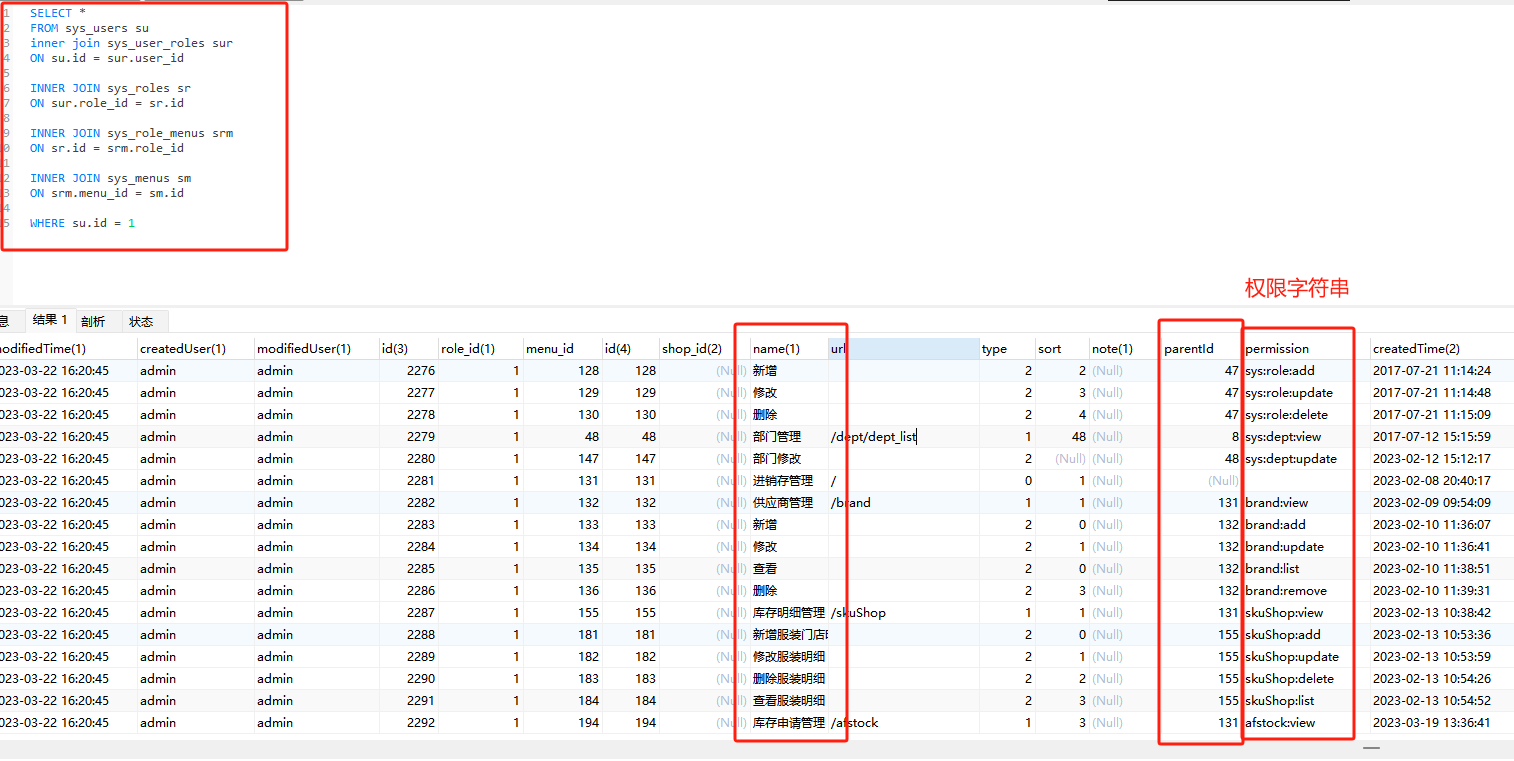 1 SELECT *
2 FROM sys_users su
3 inner join sys_user_roles sur
4 ON su.id = sur.user_id
5
6 INNER JOIN sys_roles sr
7 ON sur.role_id = sr.id
8
9 INNER JOIN sys_role_menus srm
0 ON sr.id = srm.role_id
1
2 INNER JOIN sys_menus sm
3 ON srm.menu_id = sm.id
4
5 WHERE su.id = 1
权限字符串
息 结果 1 剖析 状态
modifiedTime(1) createdUser(1) modifiedUser(1) id(3) role_id(1) menu_id id(4) shop_id(2) name(1) url type sort note(1) parentId permission createdTime(2)
023-03-22 16:20:45 admin admin 2276 1 128 128 (Null) 新增 2 2 (Null) 47 sys:role:add 2017-07-21 11:14:24
023-03-22 16:20:45 admin admin 2277 1 129 129 (Null) 修改 2 3 (Null) 47 sys:role:update 2017-07-21 11:14:48
023-03-22 16:20:45 admin admin 2278 1 130 130 (Null) 删除 2 4 (Null) 47 sys:role:delete 2017-07-21 11:15:09
023-03-22 16:20:45 admin admin 2279 1 48 48 (Null) 部门管理 /dept/dept_list 1 48 (Null) 8 sys:dept:view 2017-07-12 15:15:59
023-03-22 16:20:45 admin admin 2280 1 147 147 (Null) 部门修改 2 (Null) (Null) 48 sys:dept:update 2023-02-12 15:12:17
023-03-22 16:20:45 admin admin 2281 1 131 131 (Null) 进销存管理 / 0 1 (Null) (Null) 2023-02-08 20:40:17
023-03-22 16:20:45 admin admin 2282 1 132 132 (Null) 供应商管理 /brand 1 1 (Null) 131 brand:view 2023-02-09 09:54:09
023-03-22 16:20:45 admin admin 2283 1 133 133 (Null) 新增 2 0 (Null) 132 brand:add 2023-02-10 11:36:07
023-03-22 16:20:45 admin admin 2284 1 134 134 (Null) 修改 2 1 (Null) 132 brand:update 2023-02-10 11:36:41
023-03-22 16:20:45 admin admin 2285 1 135 135 (Null) 查看 2 0 (Null) 132 brand:list 2023-02-10 11:38:51
023-03-22 16:20:45 admin admin 2286 1 136 136 (Null) 删除 2 3 (Null) 132 brand:remove 2023-02-10 11:39:31
023-03-22 16:20:45 admin admin 2287 1 155 155 (Null) 库存明细管理 /skuShop 1 1 (Null) 131 skuShop:view 2023-02-13 10:38:42
023-03-22 16:20:45 admin admin 2288 1 181 181 (Null) 新增服装门店 2 0 (Null) 155 skuShop:add 2023-02-13 10:53:36
023-03-22 16:20:45 admin admin 2289 1 182 182 (Null) 修改服装明细 2 1 (Null) 155 skuShop:update 2023-02-13 10:53:59
023-03-22 16:20:45 admin admin 2290 1 183 183 (Null) 删除服装明细 2 2 (Null) 155 skuShop:delete 2023-02-13 10:54:26
023-03-22 16:20:45 admin admin 2291 1 184 184 (Null) 查看服装明细 2 3 (Null) 155 skuShop:list 2023-02-13 10:54:52
023-03-22 16:20:45 admin admin 2292 1 194 194 (Null) 库存申请管理 /afstock 1 3 (Null) 131 afstock:view 2023-03-19 13:36:41